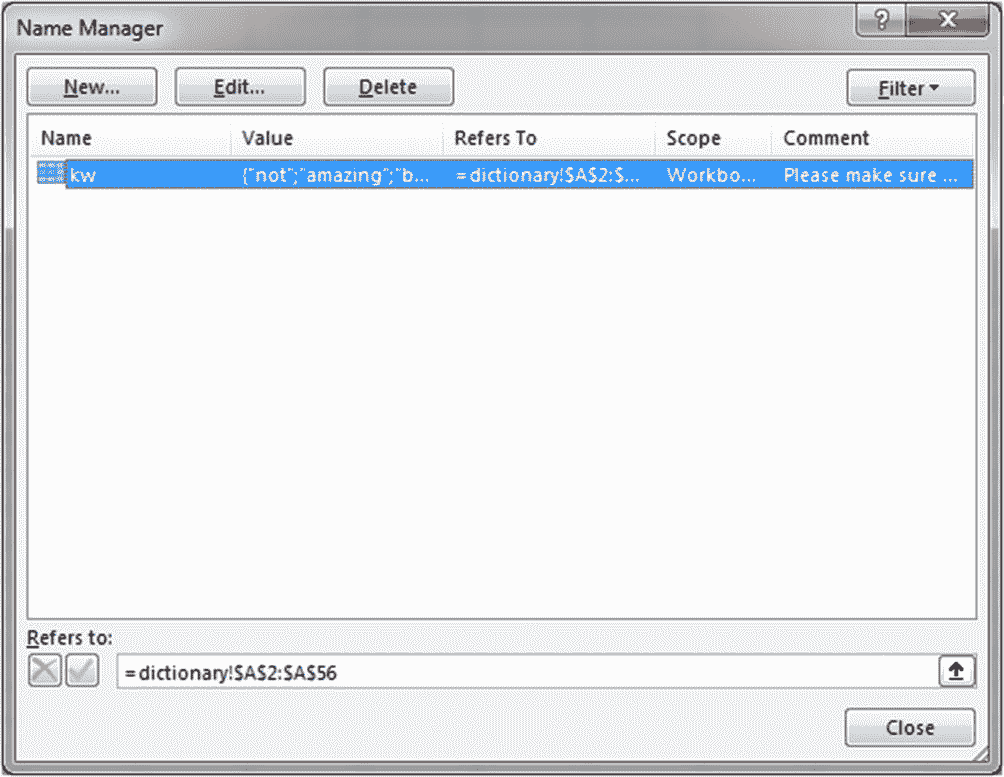 Name Manager ?
New... Edit... Delete Filter
Name Value Refers To Scope Comment
kw {"not";"amazing";"b... =dictionary!$A$2:$... Workbo... Please make sure ...
Refers to:
=dictionary!$A$2:$A$56
Close